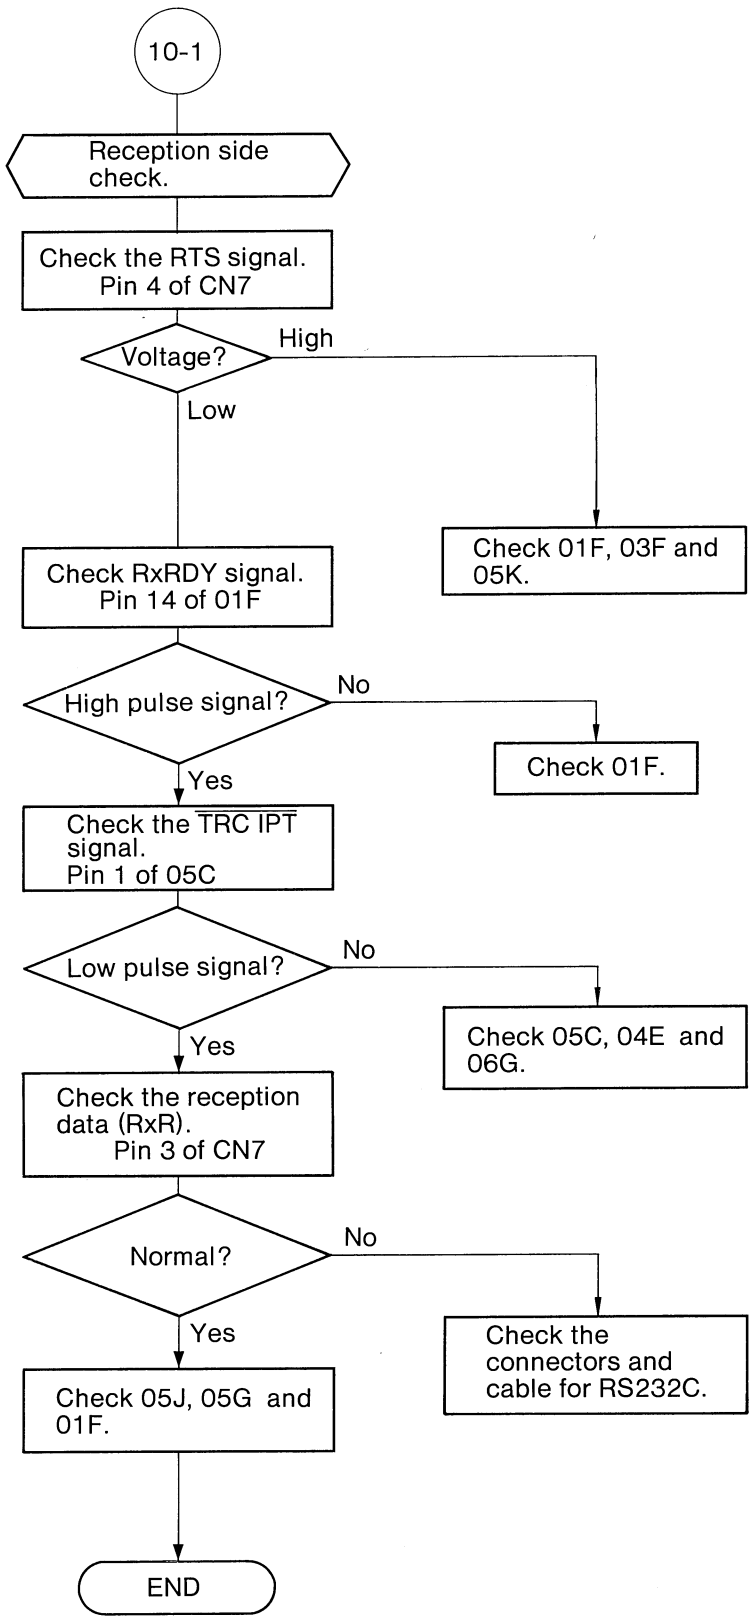 10-1
Reception side
check.
Check the RTS signal.
Pin 4 of CN7
Voltage?
High
Low
Check 01F, 03F and
05K.
Check RxRDY signal.
Pin 14 of 01F
High pulse signal?
No
Check 01F.
Yes
Check the TRC IPT
signal.
Pin 1 of 05C
Low pulse signal?
No
Check 05C, 04E and
06G.
Yes
Check the reception
data (RxR).
Pin 3 of CN7
Normal?
No
Check the
connectors and
cable for RS232C.
Yes
Check 05J, 05G and
01F.
END